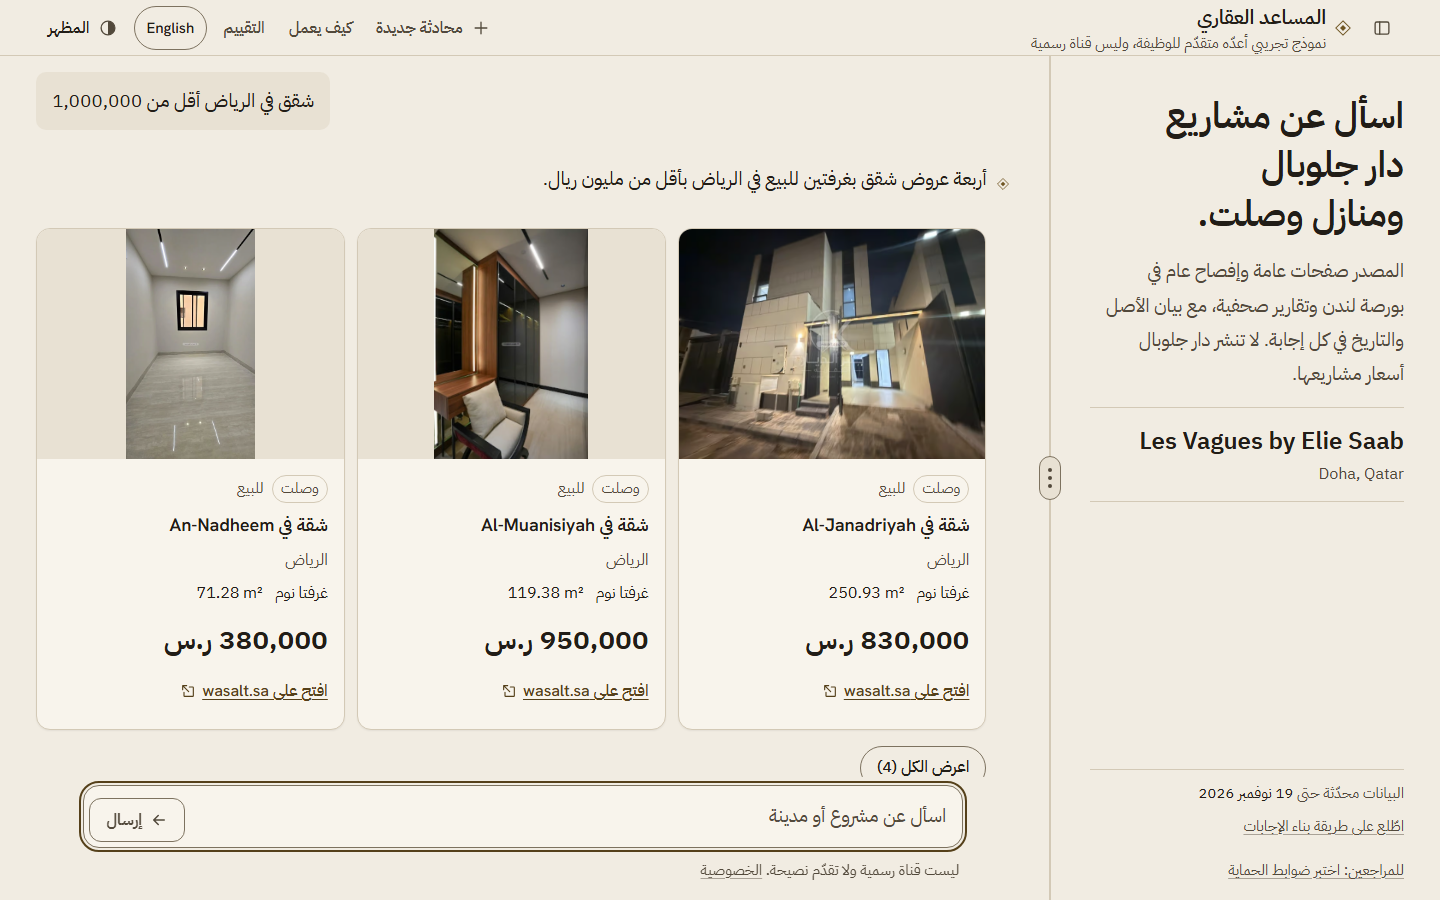 المساعد العقاري
نموذج تجريبي أعدّه متقدّم للوظيفة، وليس قناة رسمية
محادثة جديدة
كيف يعمل
التقييم
English
المظهر
اسأل عن مشاريع
دار جلوبال
ومنازل وصلت.
المصدر صفحات عامة وإفصاح عام في
بورصة لندن وتقارير صحفية، مع بيان الأصل
والتاريخ في كل إجابة. لا تنشر دار جلوبال
أسعار مشاريعها.
Les Vagues by Elie Saab
Doha, Qatar
البيانات محدّثة حتى 19 نوفمبر 2026
اطّلع على طريقة بناء الإجابات
للمراجعين: اختبر ضوابط الحماية
شقق في الرياض أقل من 1,000,000
أربعة عروض شقق بغرفتين للبيع في الرياض بأقل من مليون ريال.
وصلت للبيع
شقة في Al-Janadriyah
الرياض
غرفتا نوم 250.93 m²
830,000 ر.س
افتح على wasalt.sa
وصلت للبيع
شقة في Al-Muanisiyah
الرياض
غرفتا نوم 119.38 m²
950,000 ر.س
افتح على wasalt.sa
وصلت للبيع
شقة في An-Nadheem
الرياض
غرفتا نوم 71.28 m²
380,000 ر.س
افتح على wasalt.sa
اعرض الكل (4)
اسأل عن مشروع أو مدينة
إرسال
ليست قناة رسمية ولا تقدّم نصيحة. الخصوصية